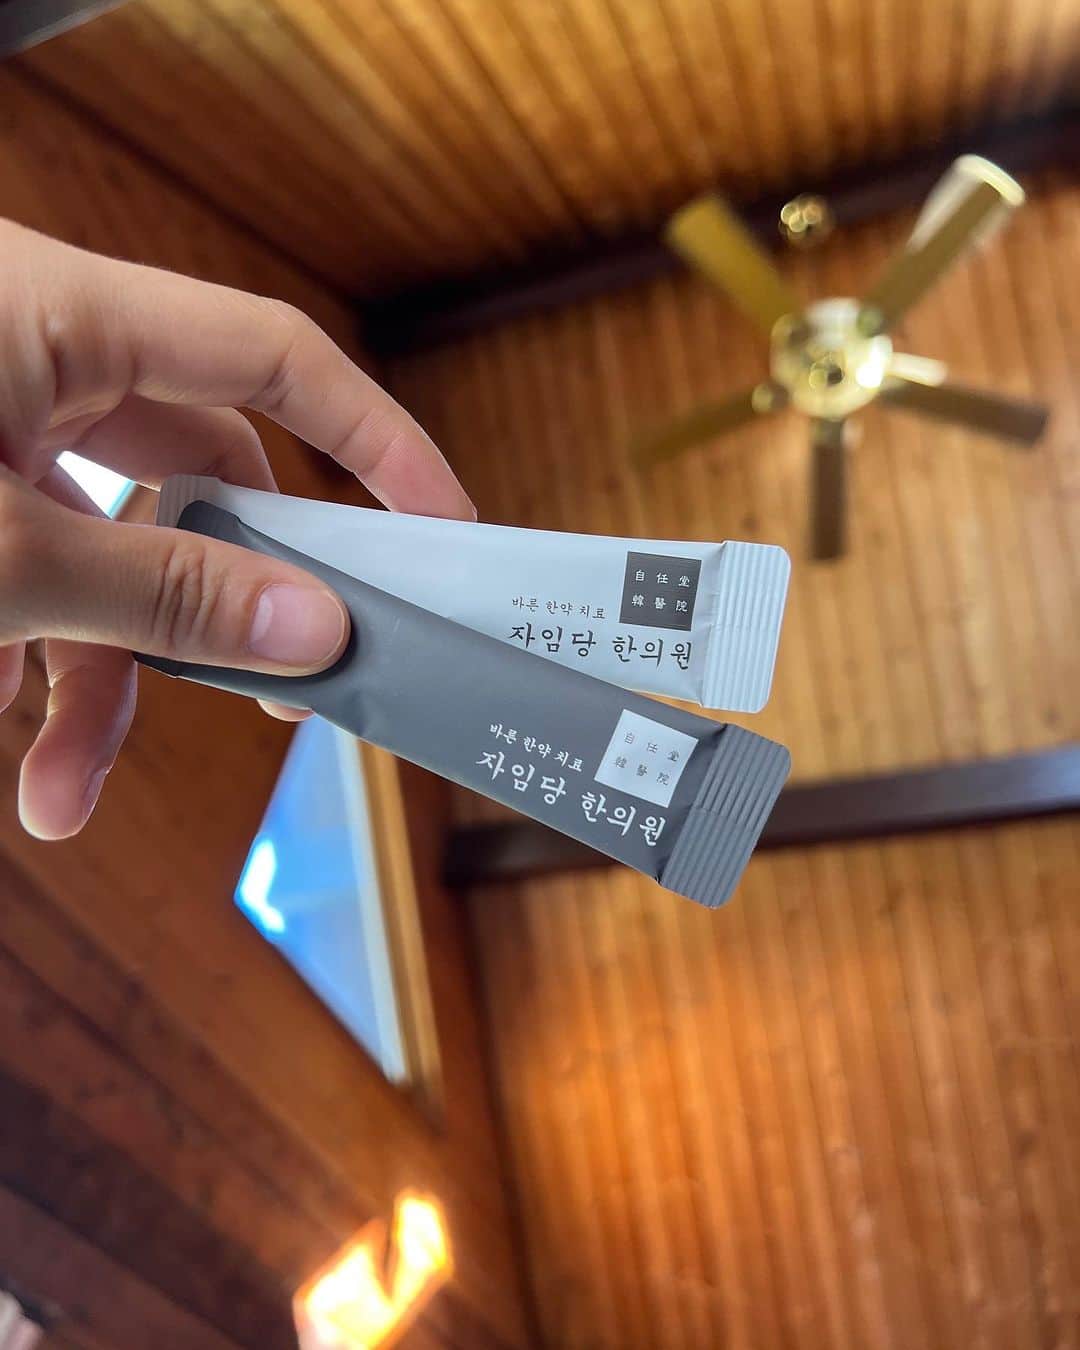 바른 한약 치료
자임당 한의원
自任堂
韓醫院
바른 한약 치료
자임당 한의원
自任堂
韓醫院